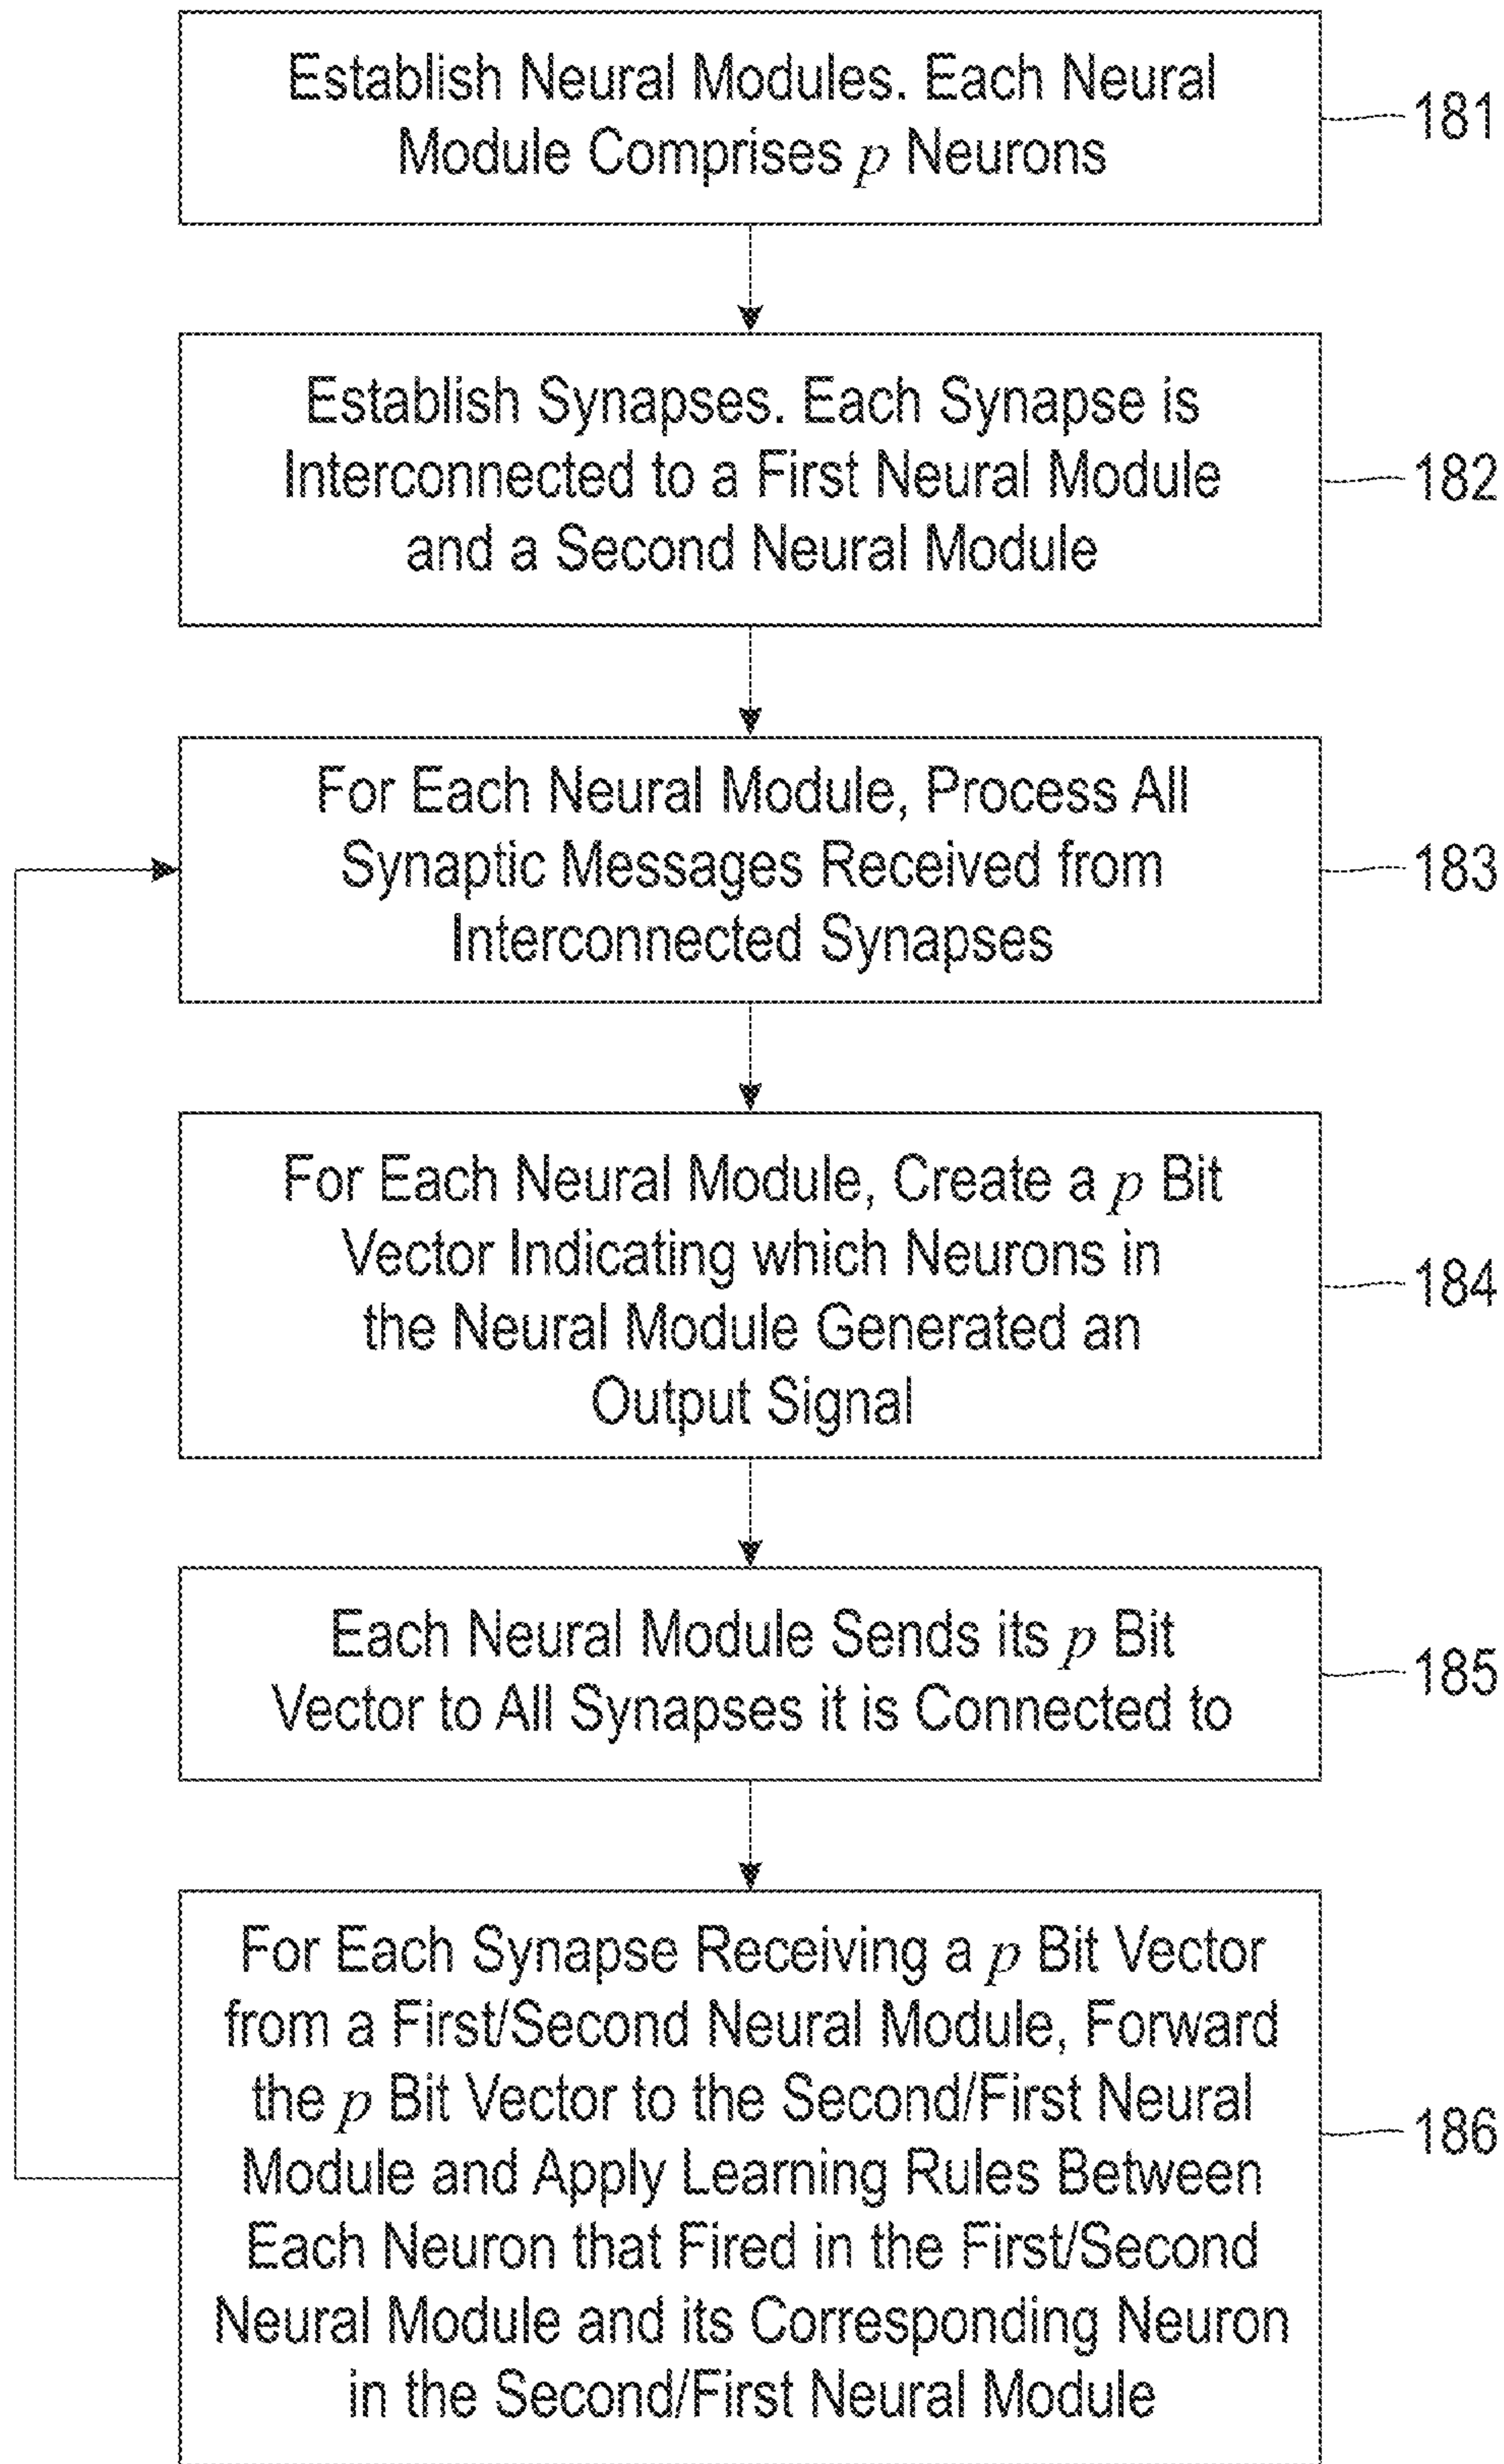 Establish Neural Modules. Each Neural
Module Comprises p Neurons
181
Establish Synapses. Each Synapse is
Interconnected to a First Neural Module
and a Second Neural Module
182
For Each Neural Module, Process All
Synaptic Messages Received from
Interconnected Synapses
183
For Each Neural Module, Create a p Bit
Vector Indicating which Neurons in
the Neural Module Generated an
Output Signal
184
Each Neural Module Sends its p Bit
Vector to All Synapses it is Connected to
185
For Each Synapse Receiving a p Bit Vector
from a First/Second Neural Module, Forward
the p Bit Vector to the Second/First Neural
Module and Apply Learning Rules Between
Each Neuron that Fired in the First/Second
Neural Module and its Corresponding Neuron
in the Second/First Neural Module
186